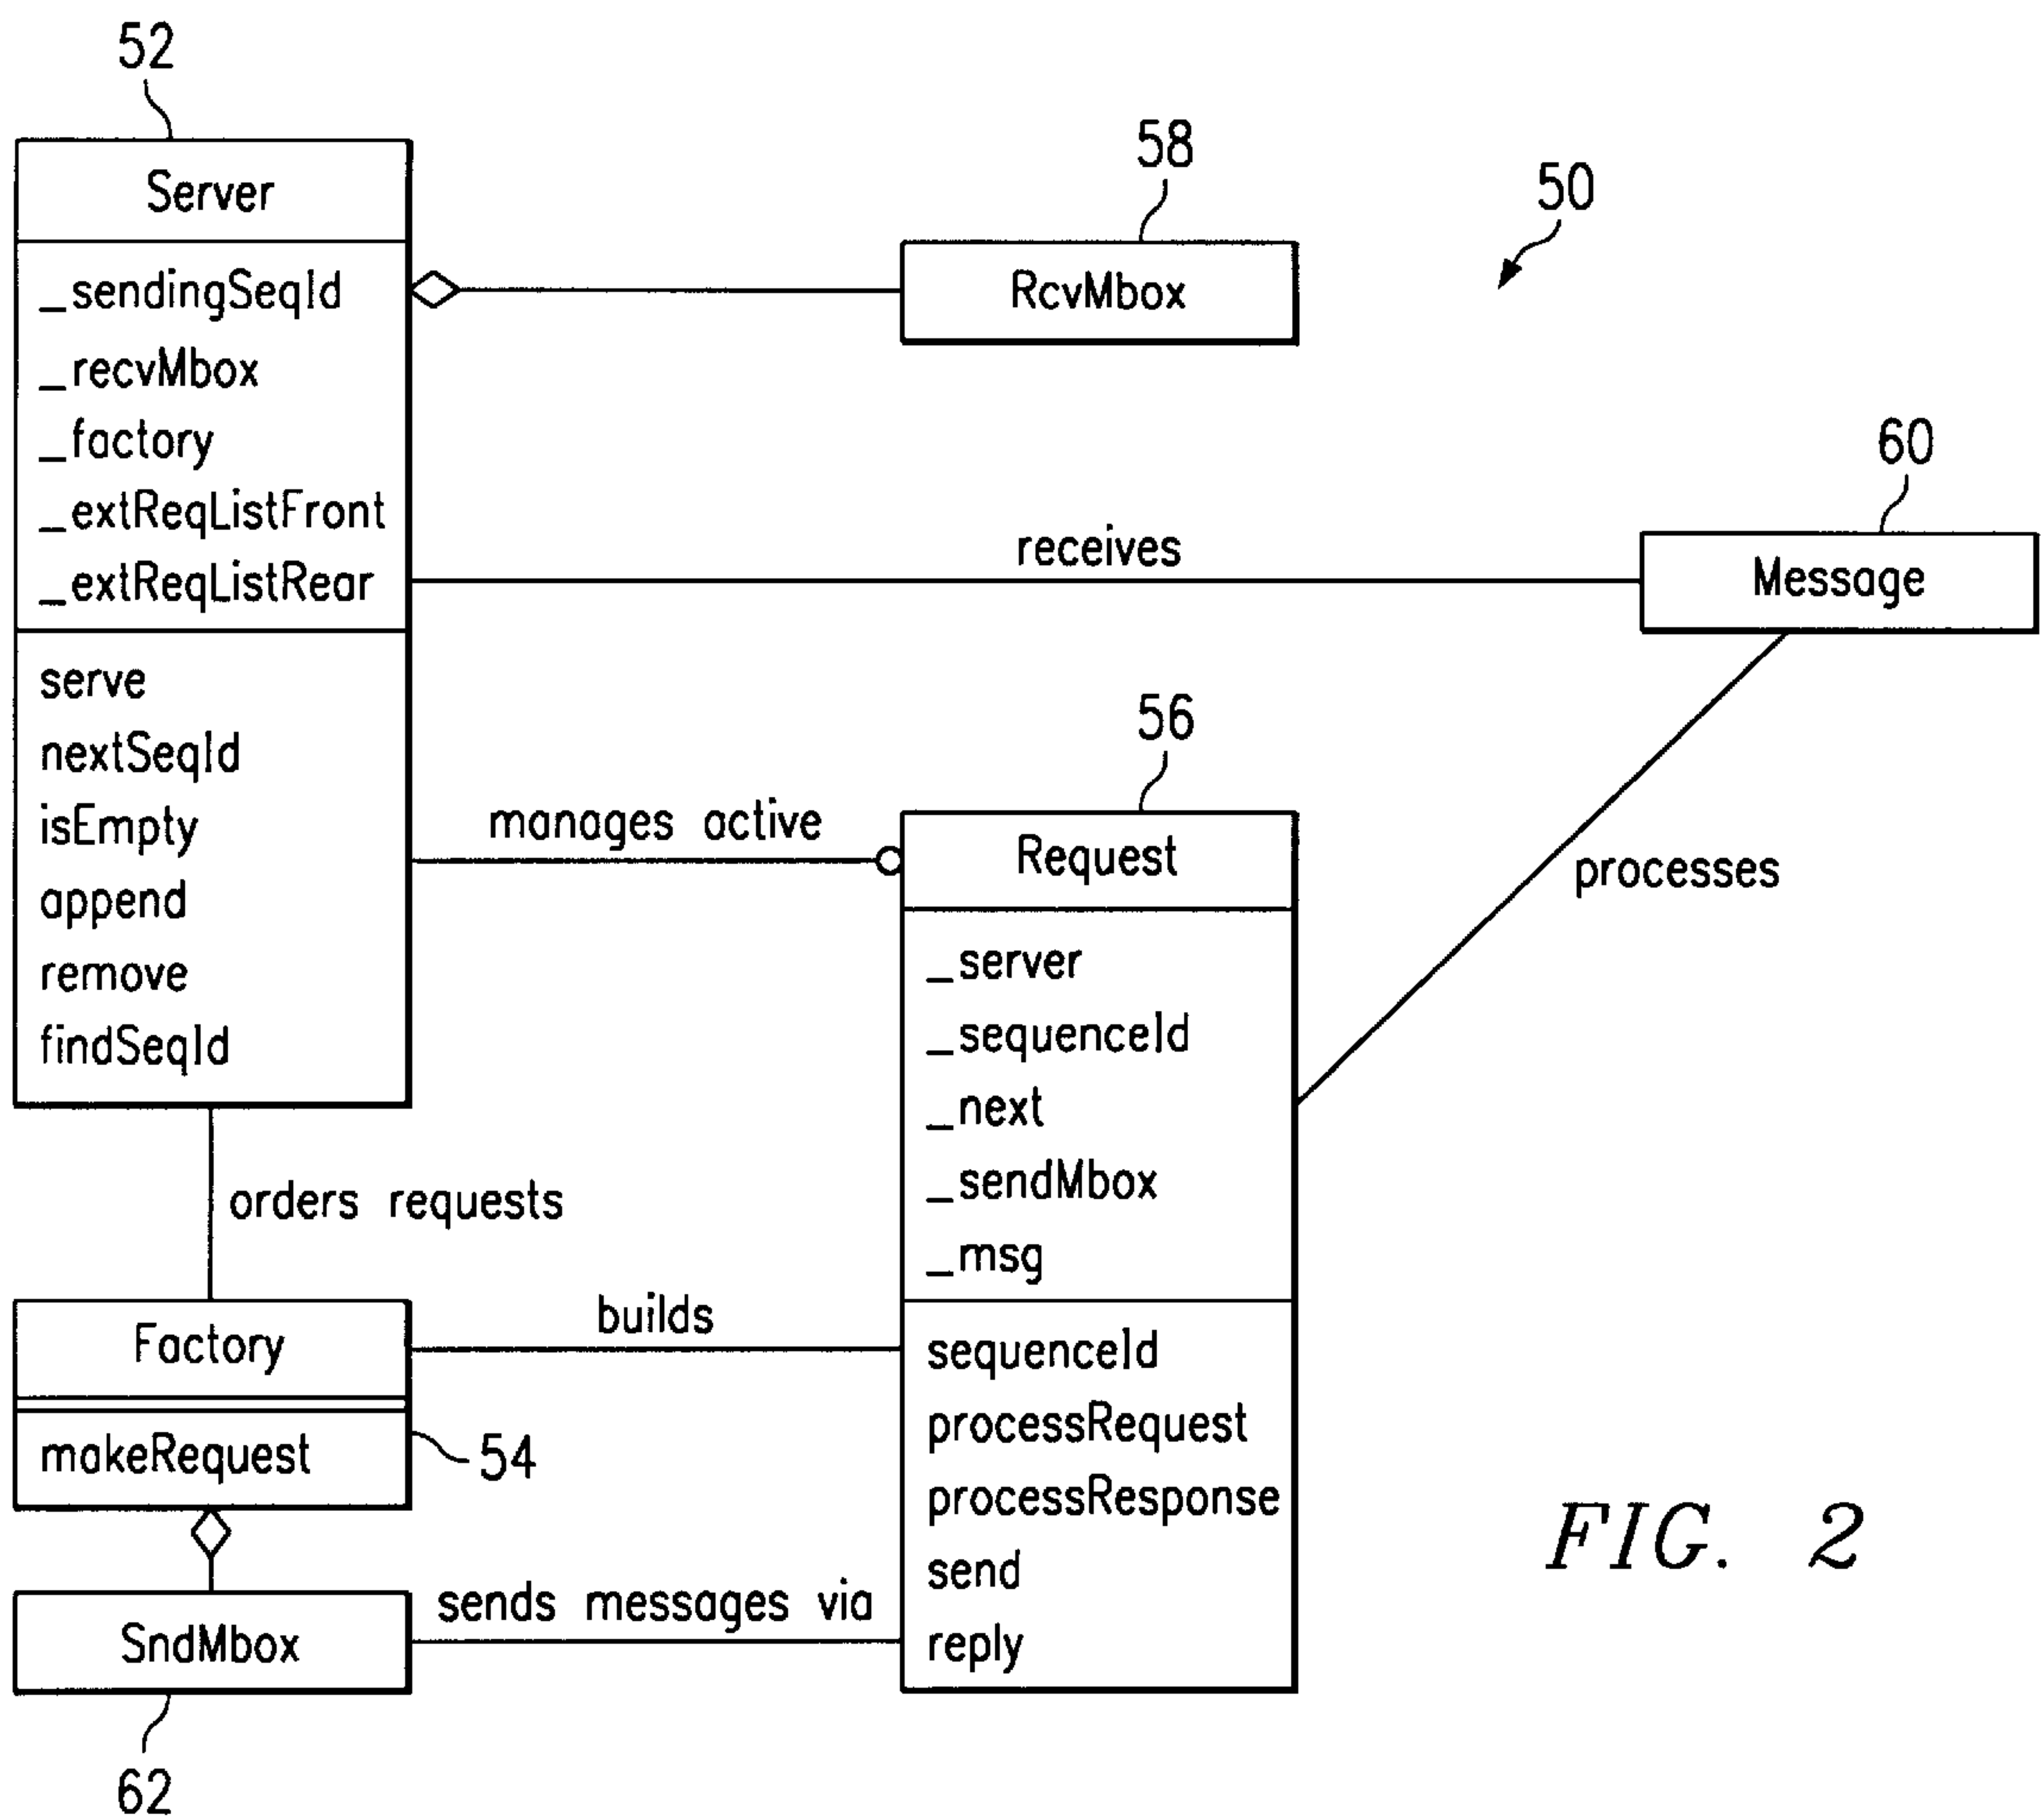 52
Server
_sendingSeqId
_recvMbox
_factory
_extReqListFront
_extReqListRear
serve
nextSeqId
isEmpty
append
remove
findSeqId
58
RcvMbox
50
receives
60
Message
manages active
56
Request
_server
_sequenceId
_next
_sendMbox
_msg
sequenceId
processRequest
processResponse
send
reply
processes
orders requests
Factory
makeRequest
54
builds
SndMbox
62
sends messages via
FIG. 2